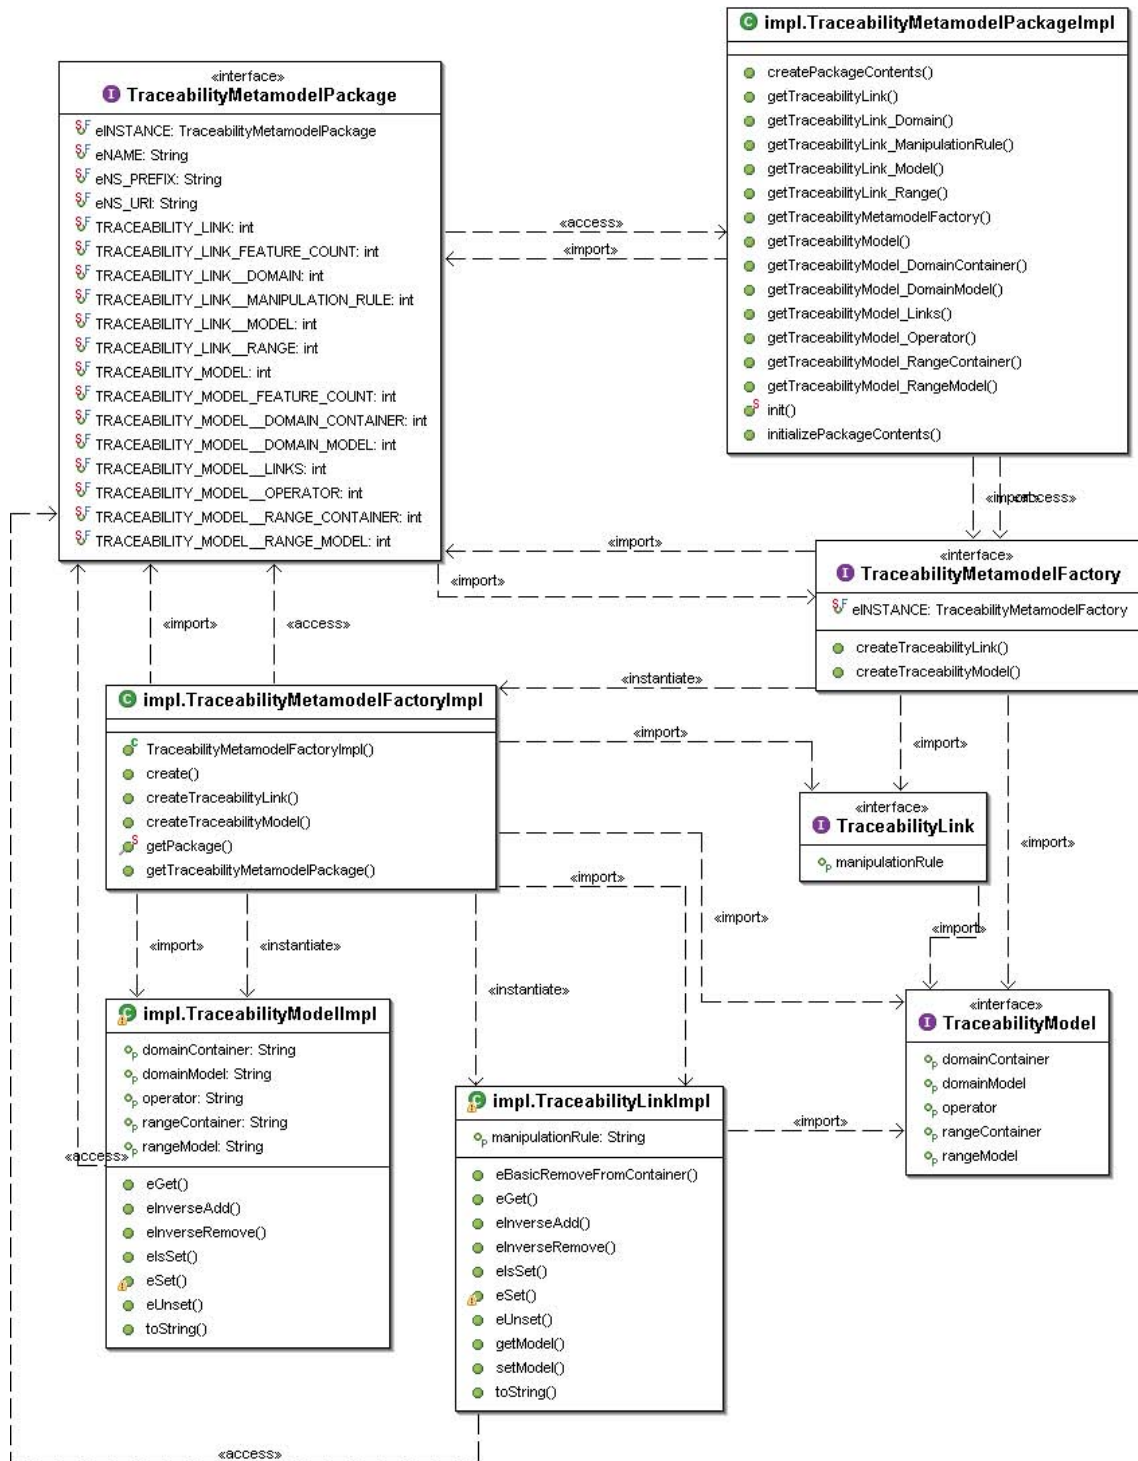 impl.TraceabilityMetamodelPackageImpl
createPackageContents()
getTraceabilityLink()
getTraceabilityLink_Domain()
getTraceabilityLink_ManipulationRule()
getTraceabilityLink_Model()
getTraceabilityLink_Range()
getTraceabilityMetamodelFactory()
getTraceabilityModel()
getTraceabilityModel_DomainContainer()
getTraceabilityModel_DomainModel()
getTraceabilityModel_Links()
getTraceabilityModel_Operator()
getTraceabilityModel_RangeContainer()
getTraceabilityModel_RangeModel()
init()
initializePackageContents()
«interface»
TraceabilityMetamodelPackage
eINSTANCE: TraceabilityMetamodelPackage
eNAME: String
eNS_PREFIX: String
eNS_URI: String
TRACEABILITY_LINK: int
TRACEABILITY_LINK_FEATURE_COUNT: int
TRACEABILITY_LINK__DOMAIN: int
TRACEABILITY_LINK__MANIPULATION_RULE: int
TRACEABILITY_LINK__MODEL: int
TRACEABILITY_LINK__RANGE: int
TRACEABILITY_MODEL: int
TRACEABILITY_MODEL_FEATURE_COUNT: int
TRACEABILITY_MODEL__DOMAIN_CONTAINER: int
TRACEABILITY_MODEL__DOMAIN_MODEL: int
TRACEABILITY_MODEL__LINKS: int
TRACEABILITY_MODEL__OPERATOR: int
TRACEABILITY_MODEL__RANGE_CONTAINER: int
TRACEABILITY_MODEL__RANGE_MODEL: int
«access»
«import»
«import»
«access»
«import»
«import»
«interface»
TraceabilityMetamodelFactory
eINSTANCE: TraceabilityMetamodelFactory
createTraceabilityLink()
createTraceabilityModel()
«import»
«access»
«instantiate»
impl.TraceabilityMetamodelFactoryImpl
TraceabilityMetamodelFactoryImpl()
create()
createTraceabilityLink()
createTraceabilityModel()
getPackage()
getTraceabilityMetamodelPackage()
«import»
«import»
«interface»
TraceabilityLink
manipulationRule
«import»
«import»
«import»
«import»
«import»
«instantiate»
«instantiate»
impl.TraceabilityModelImpl
domainContainer: String
domainModel: String
operator: String
rangeContainer: String
rangeModel: String
eGet()
eInverseAdd()
eInverseRemove()
eIsSet()
eSet()
eUnset()
toString()
«access»
impl.TraceabilityLinkImpl
manipulationRule: String
eBasicRemoveFromContainer()
eGet()
eInverseAdd()
eInverseRemove()
eIsSet()
eSet()
eUnset()
getModel()
setModel()
toString()
«import»
«interface»
TraceabilityModel
domainContainer
domainModel
operator
rangeContainer
rangeModel
«access»